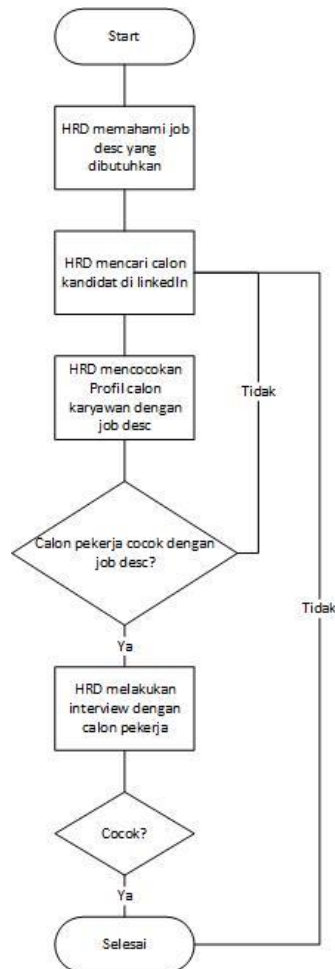 Start
HRD memahami job
desc yang
dibutuhkan
HRD mencari calon
kandidat di linkedIn
HRD mencocokan
Profil calon
karyawan dengan
job desc
Tidak
Calon pekerja cocok dengan
job desc?
Tidak
Ya
HRD melakukan
interview dengan
calon pekerja
Cocok?
Ya
Selesai